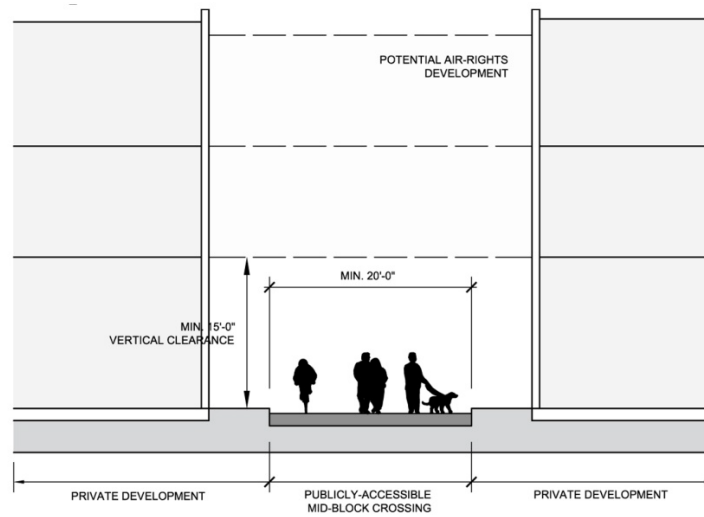 POTENTIAL AIR-RIGHTS
DEVELOPMENT
MIN. 20'-0"
MIN. 15'-0"
VERTICAL CLEARANCE
PRIVATE DEVELOPMENT
PUBLICLY-ACCESSIBLE
MID-BLOCK CROSSING
PRIVATE DEVELOPMENT